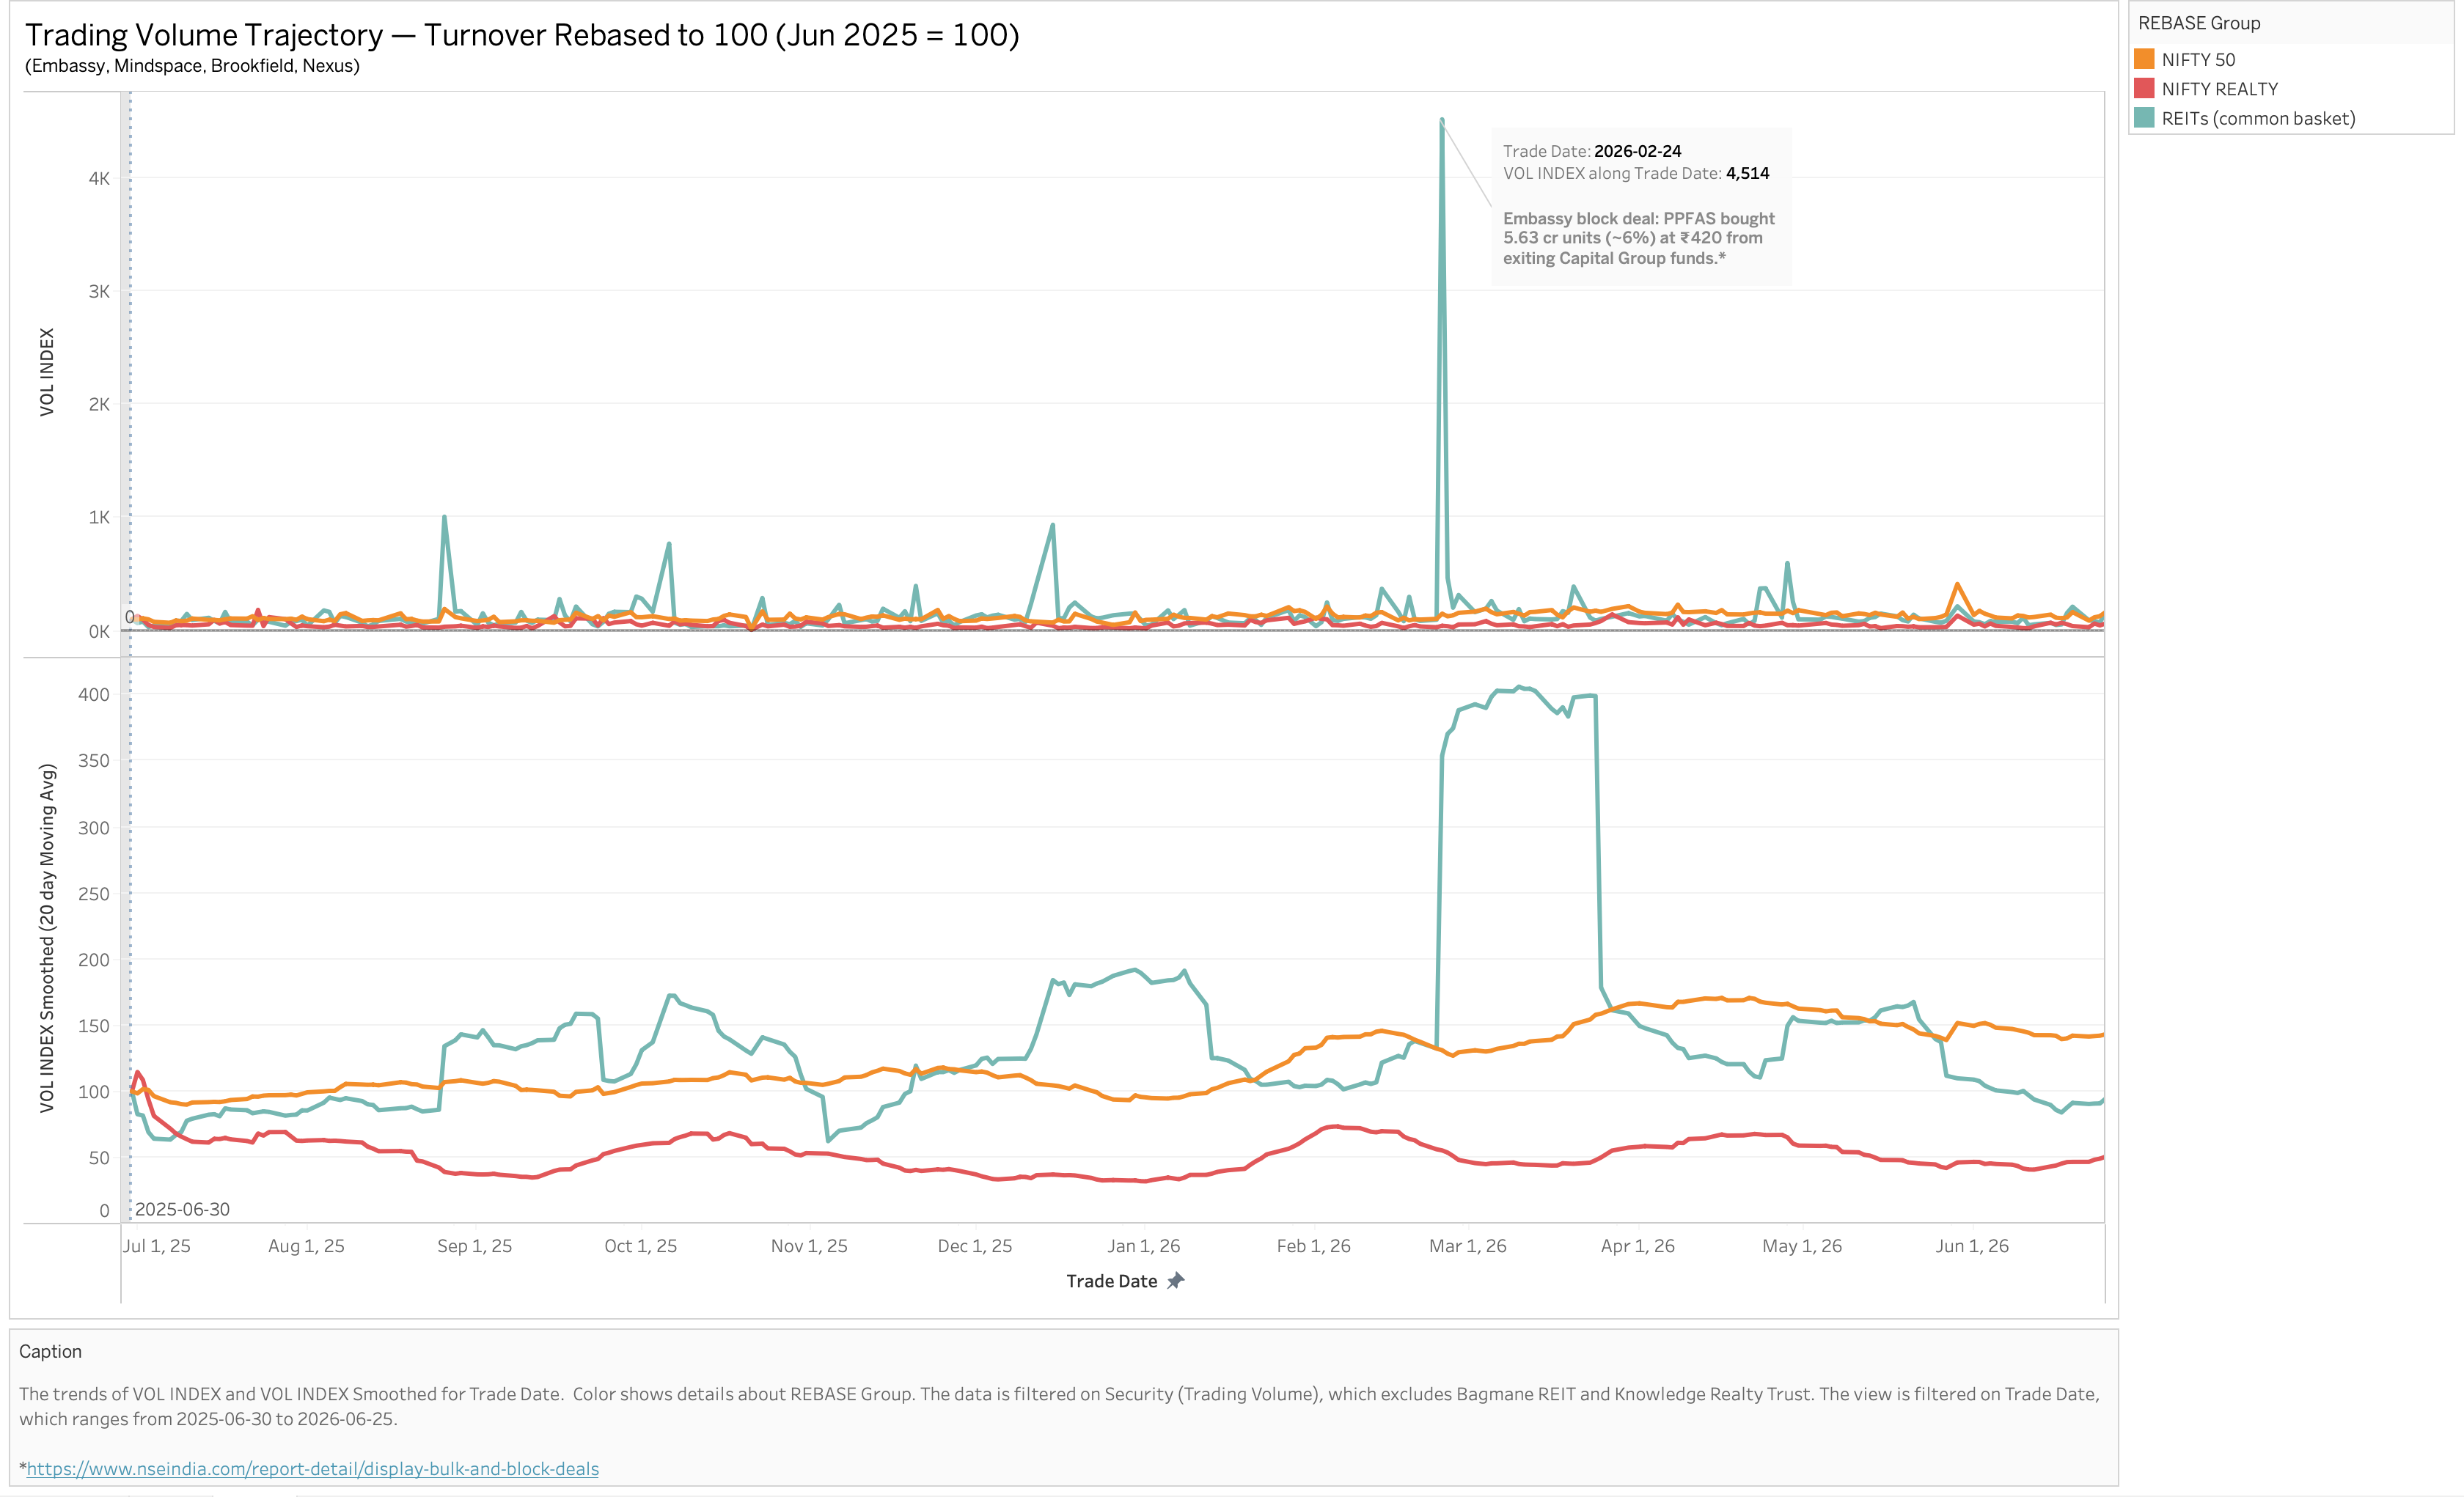 Trading Volume Trajectory — Turnover Rebased to 100 (Jun 2025 = 100)
(Embassy, Mindspace, Brookfield, Nexus)
REBASE Group
NIFTY 50
NIFTY REALTY
REITs (common basket)
VOL INDEX
4K
3K
2K
1K
0K
0
Trade Date: 2026-02-24
VOL INDEX along Trade Date: 4,514
Embassy block deal: PPFAS bought
5.63 cr units (~6%) at ₹420 from
exiting Capital Group funds.*
VOL INDEX Smoothed (20 day Moving Avg)
400
350
300
250
200
150
100
50
0
2025-06-30
Jul 1, 25
Aug 1, 25
Sep 1, 25
Oct 1, 25
Nov 1, 25
Dec 1, 25
Jan 1, 26
Feb 1, 26
Mar 1, 26
Apr 1, 26
May 1, 26
Jun 1, 26
Trade Date
Caption
The trends of VOL INDEX and VOL INDEX Smoothed for Trade Date.  Color shows details about REBASE Group. The data is filtered on Security (Trading Volume), which excludes Bagmane REIT and Knowledge Realty Trust. The view is filtered on Trade Date,
which ranges from 2025-06-30 to 2026-06-25.
*https://www.nseindia.com/report-detail/display-bulk-and-block-deals